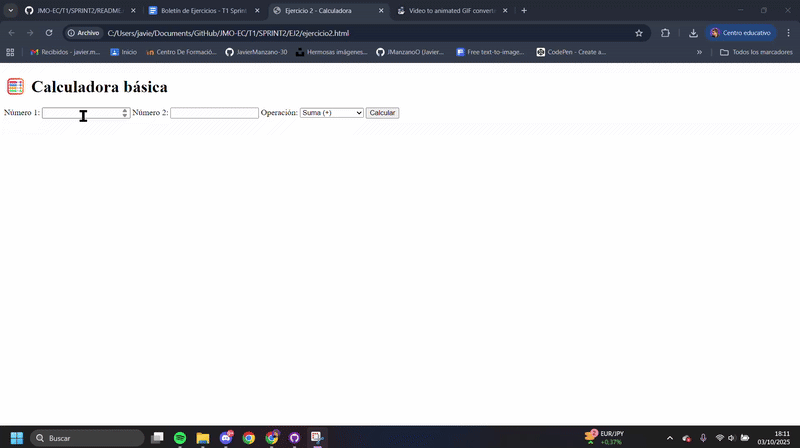 JMO-EC/T1/SPRINT2/README.
Boletín de Ejercicios - T1 Sprin
Ejercicio 2 - Calculadora
Video to animated GIF convert
Archivo
C:/Users/javie/Documents/GitHub/JMO-EC/T1/SPRINT2/EJ2/ejercicio2.html
Centro educativo
Recibidos - javier.m...
Inicio
Centro De Formació...
JavierManzano-30
Hermosas imágenes...
JManzanoO (Javier...
Free text-to-image...
CodePen - Create a...
»
Todos los marcadores
Calculadora básica
Número 1:
Número 2:
Operación:
Suma (+)
Calcular
Buscar
EUR/JPY
+0,37%
18:11
03/10/2025